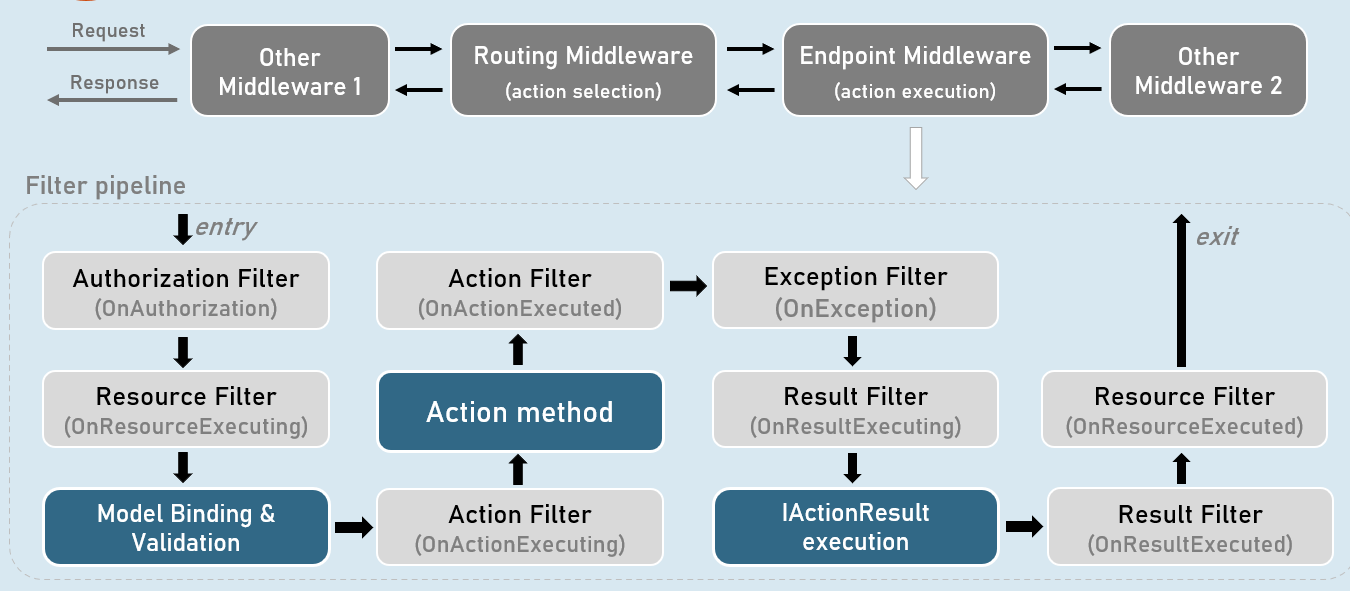 Request
Response
Other
Middleware 1
Routing Middleware
(action selection)
Endpoint Middleware
(action execution)
Other
Middleware 2
Filter pipeline
entry
exit
Authorization Filter
(OnAuthorization)
Resource Filter
(OnResourceExecuting)
Model Binding &
Validation
Action Filter
(OnActionExecuting)
Action method
Action Filter
(OnActionExecuted)
Exception Filter
(OnException)
Result Filter
(OnResultExecuting)
IActionResult
execution
Result Filter
(OnResultExecuted)
Resource Filter
(OnResourceExecuted)